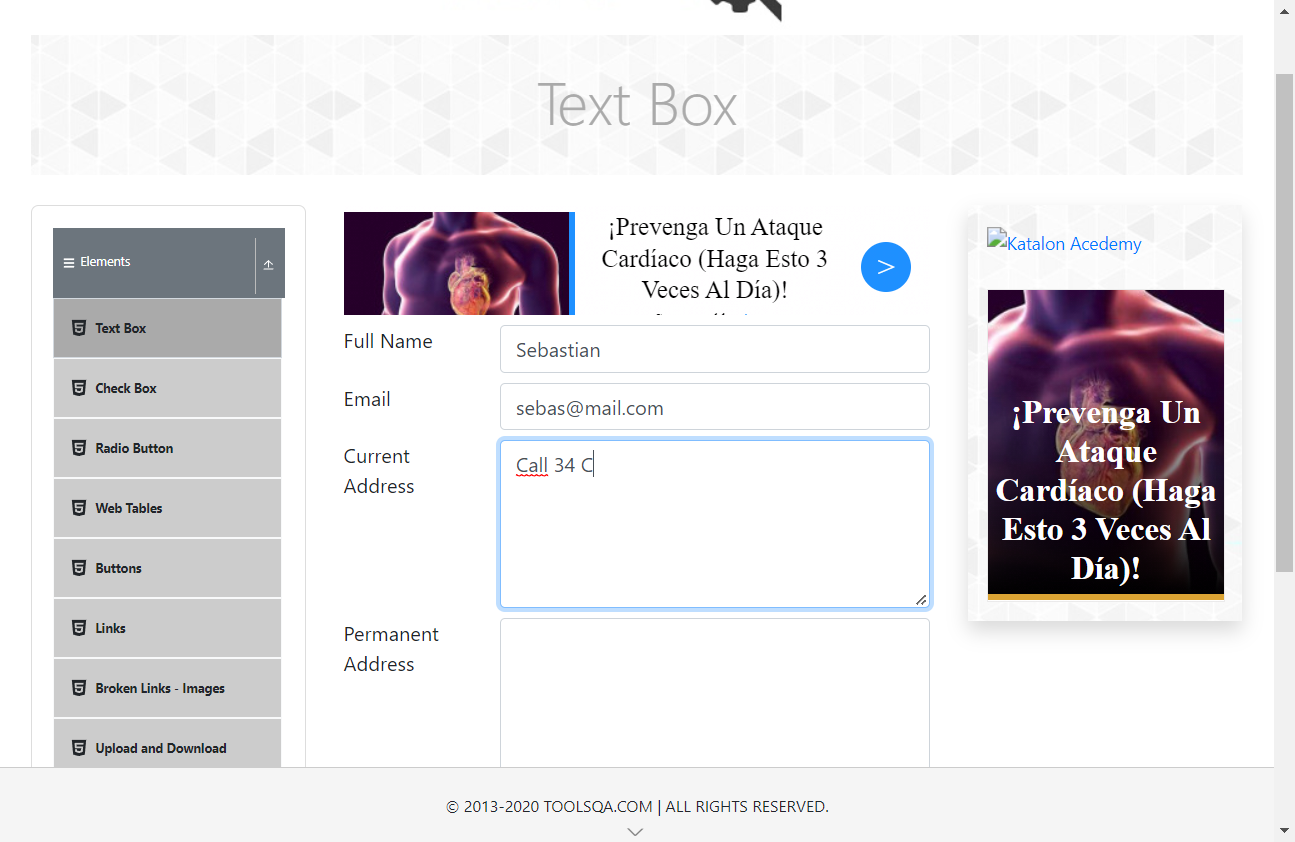 Text Box
Elements
Text Box
Check Box
Radio Button
Web Tables
Buttons
Links
Broken Links - Images
Upload and Download
¡Prevenga Un Ataque
Cardíaco (Haga Esto 3
Veces Al Día)!
>
Full Name
Sebastian
Email
sebas@mail.com
Current
Address
Call 34 C
Permanent
Address
Katalon Acedemy
¡Prevenga Un
Ataque
Cardíaco (Haga
Esto 3 Veces Al
Día)!
© 2013-2020 TOOLSQA.COM | ALL RIGHTS RESERVED.